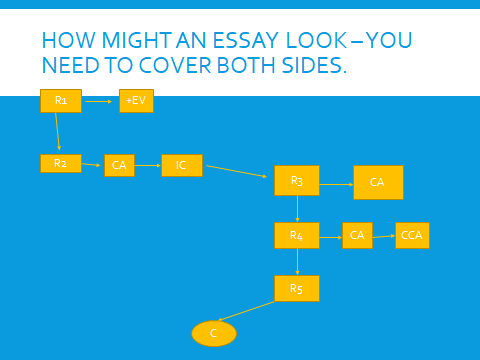 HOW MIGHT AN ESSAY LOOK – YOU
NEED TO COVER BOTH SIDES.
R1 +EV
R2 CA IC
R3 CA
R4 CA CCA
R5
C